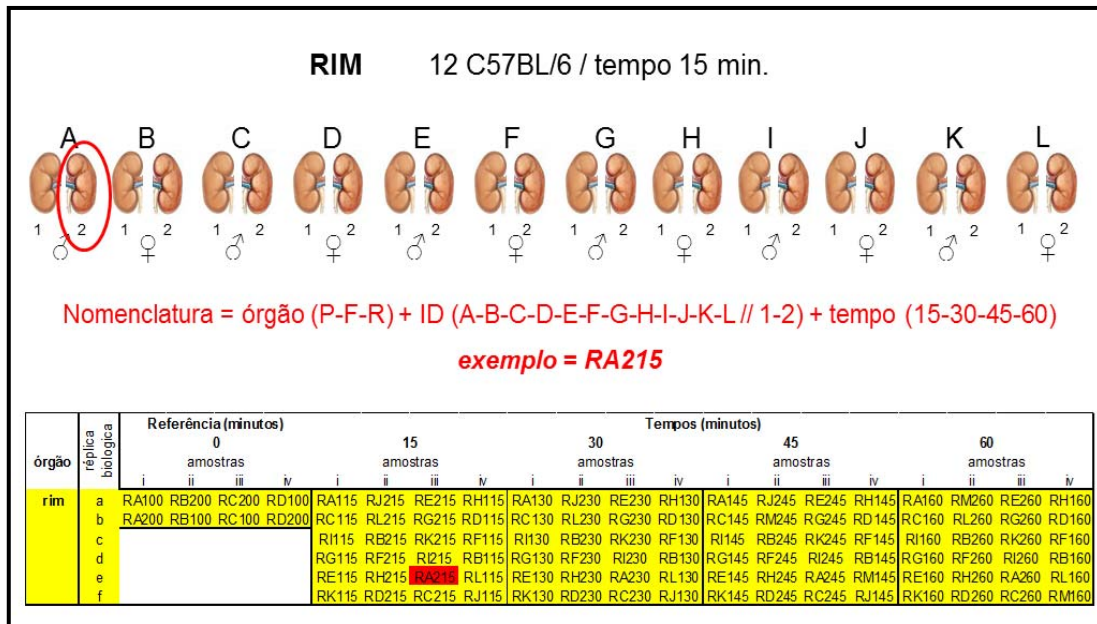 RIM 12 C57BL/6 / tempo 15 min.
A B C D E F G H I J K L
1 2 1 2 1 2 1 2 1 2 1 2 1 2 1 2 1 2 1 2 1 2 1 2
♂ ♀ ♂ ♀ ♂ ♀ ♂ ♀ ♂ ♀ ♂ ♀
Nomenclatura = órgão (P-F-R) + ID (A-B-C-D-E-F-G-H-I-J-K-L // 1-2) + tempo (15-30-45-60)
exemplo = RA215
Referência (minutos) Tempos (minutos)
0 15 30 45 60
órgão réplica biologica amostras amostras amostras amostras amostras
i ii iii iv i ii iii iv i ii iii iv i ii iii iv i ii iii iv
rim a RA100 RB200 RC200 RD100 RA115 RJ215 RE215 RH115 RA130 RJ230 RE230 RH130 RA145 RJ245 RE245 RH145 RA160 RM260 RE260 RH160
b RA200 RB100 RC100 RD200 RC115 RL215 RG215 RD115 RC130 RL230 RG230 RD130 RC145 RM245 RG245 RD145 RC160 RL260 RG260 RD160
c RI115 RB215 RK215 RF115 RI130 RB230 RK230 RF130 RI145 RB245 RK245 RF145 RI160 RB260 RK260 RF160
d RG115 RF215 RI215 RB115 RG130 RF230 RI230 RB130 RG145 RF245 RI245 RB145 RG160 RF260 RI260 RB160
e RE115 RH215 RA215 RL115 RE130 RH230 RA230 RL130 RE145 RH245 RA245 RM145 RE160 RH260 RA260 RL160
f RK115 RD215 RC215 RJ115 RK130 RD230 RC230 RJ130 RK145 RD245 RC245 RJ145 RK160 RD260 RC260 RM160